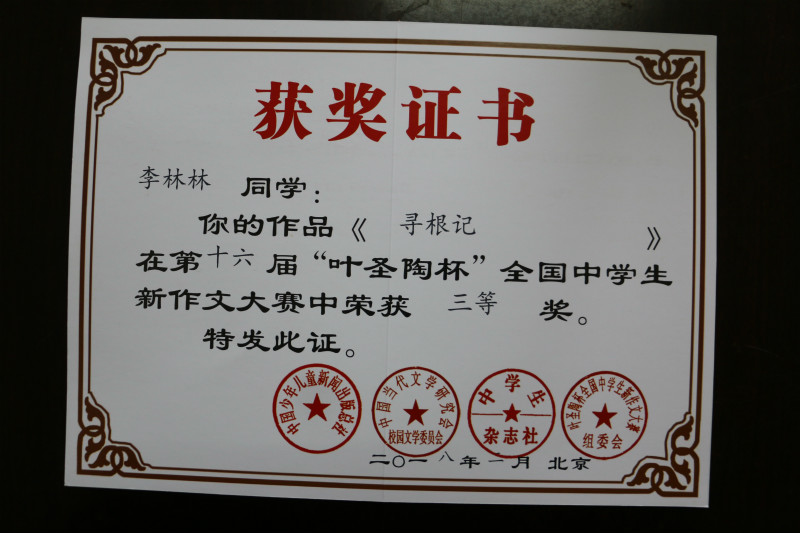 获奖证书
李林林 同学：
你的作品《 寻根记 》
在第十六届“叶圣陶杯”全国中学生
新作文大赛中荣获 三等 奖。
特发此证。
中国少年儿童新闻出版总社
中国当代文学研究会
校园文学委员会
中学生
杂志社
叶圣陶杯全国中学生新作文大赛
组委会
二〇一八年 月 北京